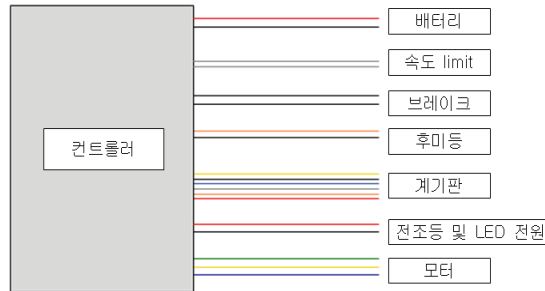 배터리
속도 limit
브레이크
후미등
컨트롤러
계기판
전조등 및 LED 전원
모터